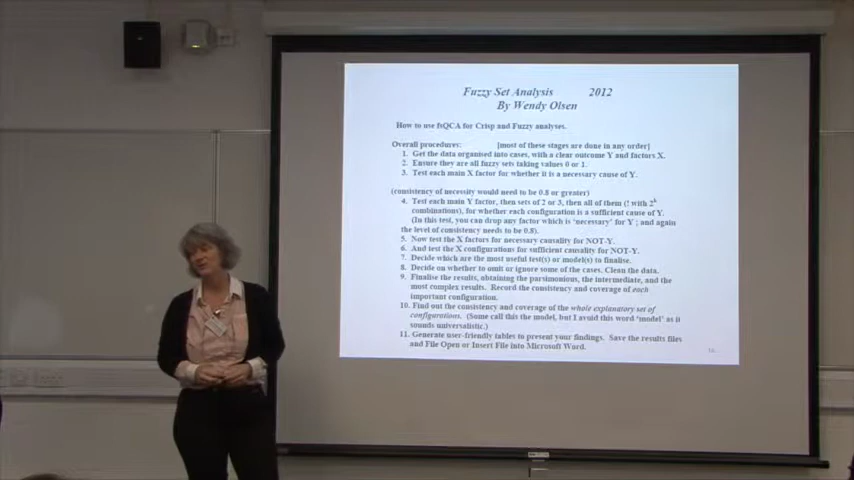 Fuzzy Set Analysis 2012
By Wendy Olsen
How to use fsQCA for Crisp and Fuzzy analyses.
Overall procedures: [most of these stages are done in any order]
1. Get the data organised into cases, with a clear outcome Y and factors X.
2. Ensure they are all fuzzy sets taking values 0 or 1.
3. Test each main X factor for whether it is a necessary cause of Y.
(consistency of necessity would need to be 0.8 or greater)
4. Test each main Y factor, then sets of 2 or 3, then all of them (! with 2^k
combinations), for whether each configuration is a sufficient cause of Y.
(In this test, you can drop any factor which is 'necessary' for Y ; and again
the level of consistency needs to be 0.8).
5. Now test the X factors for necessary causality for NOT-Y.
6. And test the X configurations for sufficient causality for NOT-Y.
7. Decide which are the most useful test(s) or model(s) to finalise.
8. Decide on whether to omit or ignore some of the cases. Clean the data.
9. Finalise the results, obtaining the parsimonious, the intermediate, and the
most complex results. Record the consistency and coverage of each
important configuration.
10. Find out the consistency and coverage of the whole explanatory set of
configurations. (Some call this the model, but I avoid this word 'model' as it
sounds universalistic.)
11. Generate user-friendly tables to present your findings. Save the results files
and File Open or Insert File into Microsoft Word.